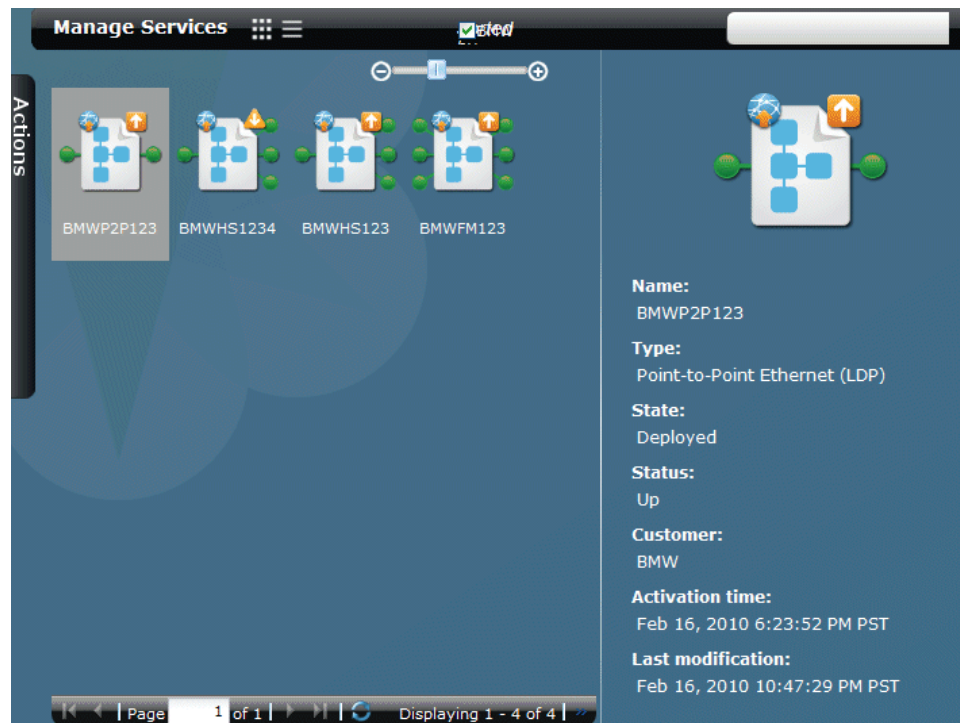 Manage Services
Actions
BMWP2P123 BMWHS1234 BMWHS123 BMWFM123
Name:
BMWP2P123
Type:
Point-to-Point Ethernet (LDP)
State:
Deployed
Status:
Up
Customer:
BMW
Activation time:
Feb 16, 2010 6:23:52 PM PST
Last modification:
Feb 16, 2010 10:47:29 PM PST
Page 1 of 1 Displaying 1 - 4 of 4